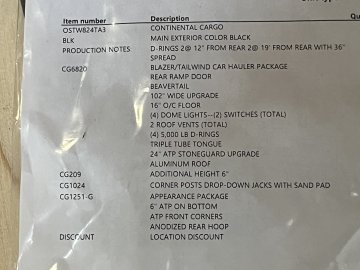 Item number Description Qu
OSTW824TA3 CONTINENTAL CARGO
BLK MAIN EXTERIOR COLOR BLACK
PRODUCTION NOTES D-RINGS 2@ 12" FROM REAR 2@ 19' FROM REAR WITH 36"
SPREAD
CG6820 BLAZER/TAILWIND CAR HAULER PACKAGE
REAR RAMP DOOR
BEAVERTAIL
102" WIDE UPGRADE
16" O/C FLOOR
(4) DOME LIGHTS--(2) SWITCHES (TOTAL)
2 ROOF VENTS (TOTAL)
(4) 5,000 LB D-RINGS
TRIPLE TUBE TONGUE
24" ATP STONEGUARD UPGRADE
ALUMINUM ROOF
CG209 ADDITIONAL HEIGHT 6"
CG1024 CORNER POSTS DROP-DOWN JACKS WITH SAND PAD
CG1251-G APPEARANCE PACKAGE
6" ATP ON BOTTOM
ATP FRONT CORNERS
ANODIZED REAR HOOP
DISCOUNT LOCATION DISCOUNT